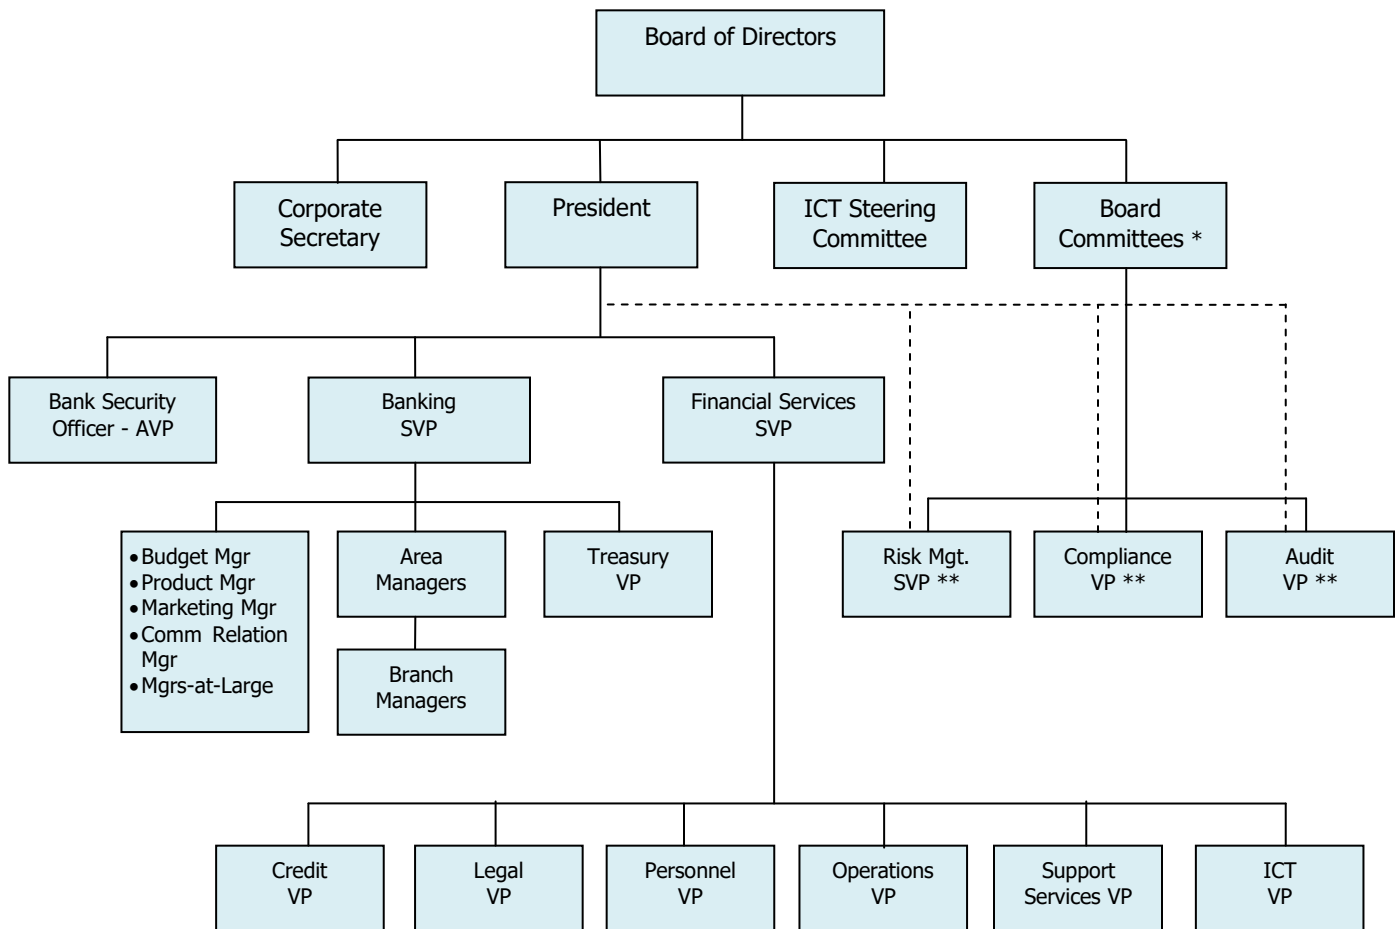 Board of Directors
Corporate
Secretary
President
ICT Steering
Committee
Board
Committees *
Bank Security
Officer - AVP
Banking
SVP
Financial Services
SVP
• Budget Mgr
• Product Mgr
• Marketing Mgr
• Comm Relation
Mgr
• Mgrs-at-Large
Area
Managers
Treasury
VP
Risk Mgt.
SVP **
Compliance
VP **
Audit
VP **
Branch
Managers
Credit
VP
Legal
VP
Personnel
VP
Operations
VP
Support
Services VP
ICT
VP